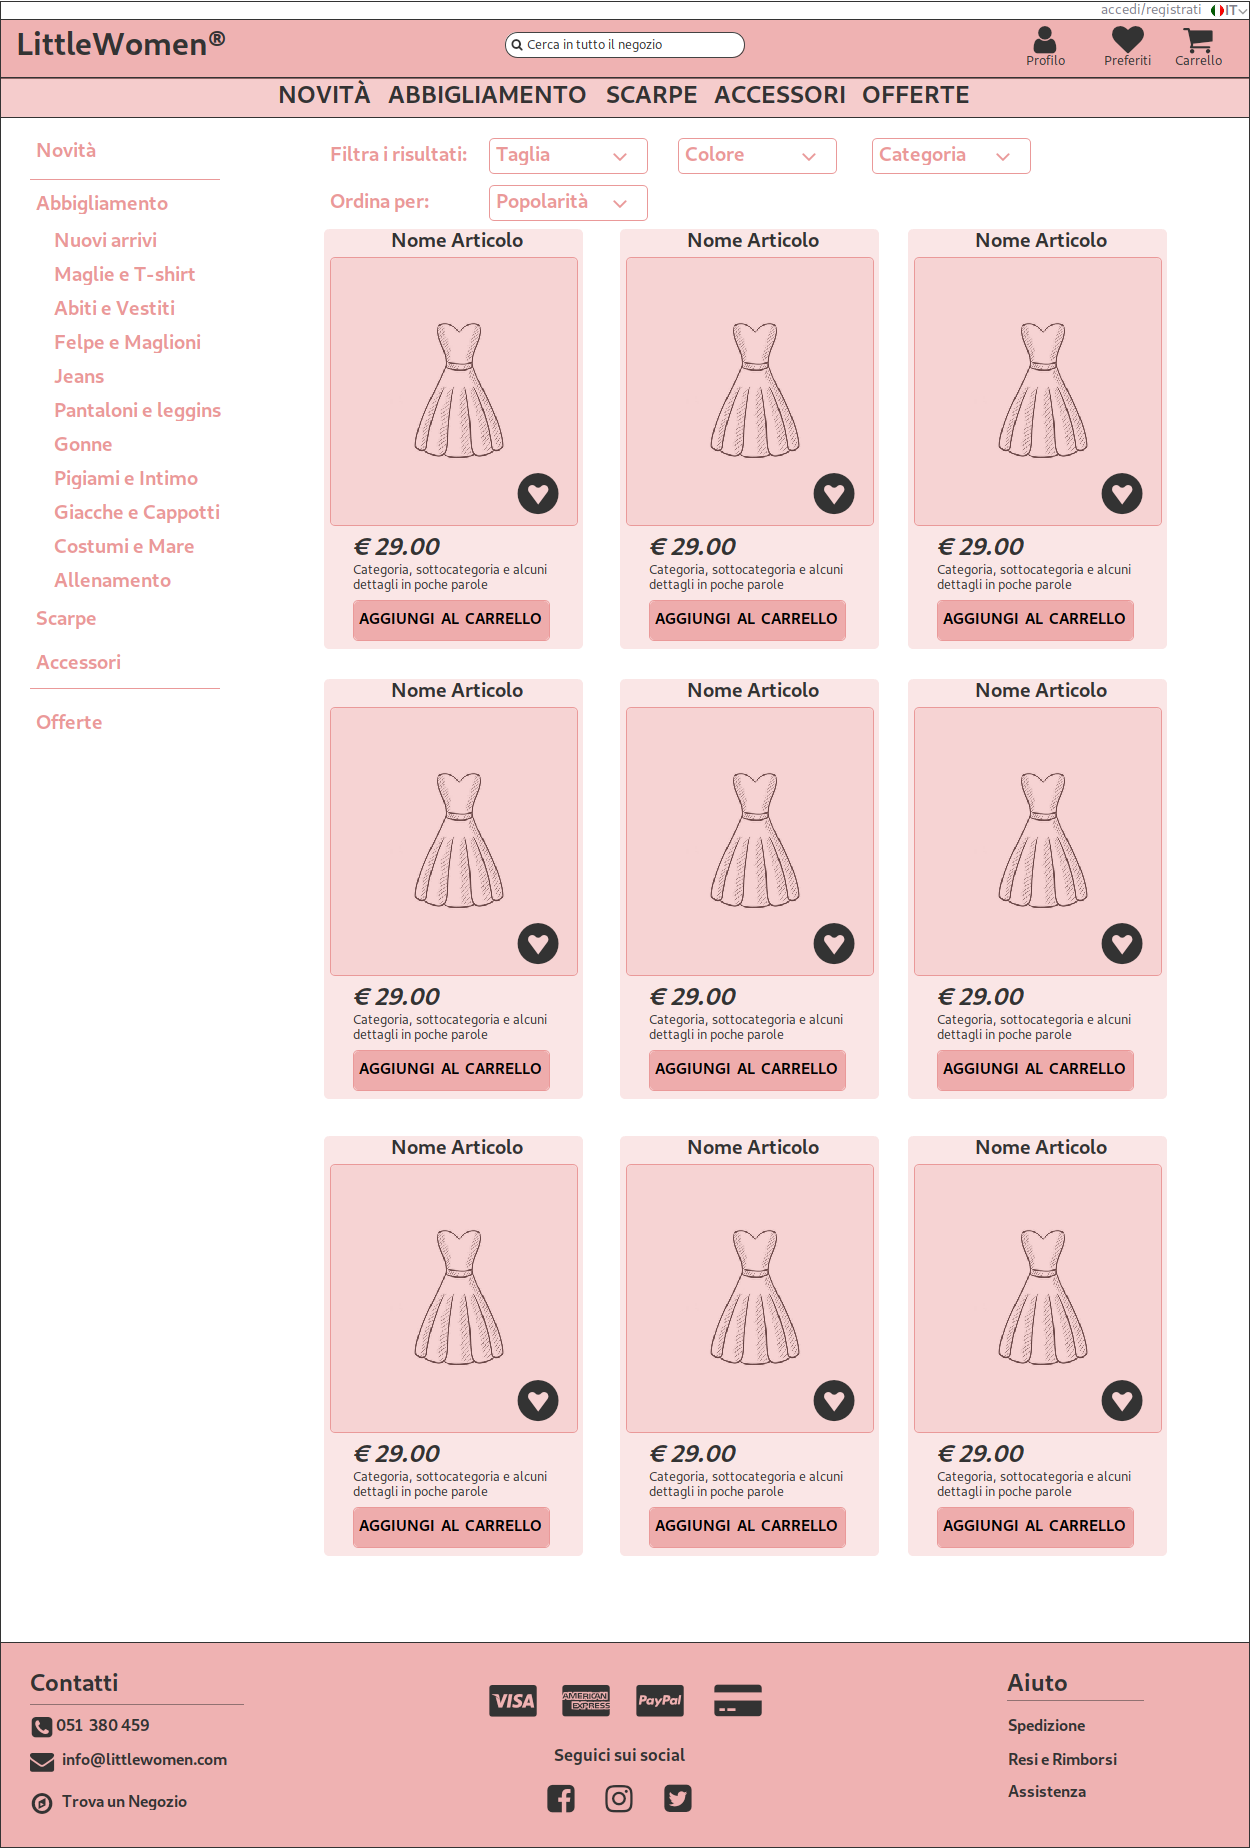 accedi/registrati IT
LittleWomen®
Cerca in tutto il negozio
Profilo Preferiti Carrello
NOVITÀ ABBIGLIAMENTO SCARPE ACCESSORI OFFERTE
Novità
Abbigliamento
Nuovi arrivi
Maglie e T-shirt
Abiti e Vestiti
Felpe e Maglioni
Jeans
Pantaloni e leggins
Gonne
Pigiami e Intimo
Giacche e Cappotti
Costumi e Mare
Allenamento
Scarpe
Accessori
Offerte
Filtra i risultati: Taglia Colore Categoria
Ordina per: Popolarità
Nome Articolo
€ 29.00
Categoria, sottocategoria e alcuni
dettagli in poche parole
AGGIUNGI AL CARRELLO
Nome Articolo
€ 29.00
Categoria, sottocategoria e alcuni
dettagli in poche parole
AGGIUNGI AL CARRELLO
Nome Articolo
€ 29.00
Categoria, sottocategoria e alcuni
dettagli in poche parole
AGGIUNGI AL CARRELLO
Nome Articolo
€ 29.00
Categoria, sottocategoria e alcuni
dettagli in poche parole
AGGIUNGI AL CARRELLO
Nome Articolo
€ 29.00
Categoria, sottocategoria e alcuni
dettagli in poche parole
AGGIUNGI AL CARRELLO
Nome Articolo
€ 29.00
Categoria, sottocategoria e alcuni
dettagli in poche parole
AGGIUNGI AL CARRELLO
Nome Articolo
€ 29.00
Categoria, sottocategoria e alcuni
dettagli in poche parole
AGGIUNGI AL CARRELLO
Nome Articolo
€ 29.00
Categoria, sottocategoria e alcuni
dettagli in poche parole
AGGIUNGI AL CARRELLO
Nome Articolo
€ 29.00
Categoria, sottocategoria e alcuni
dettagli in poche parole
AGGIUNGI AL CARRELLO
Contatti
051 380 459
info@littlewomen.com
Trova un Negozio
VISA
AMERICAN
EXPRESS
PayPal
Seguici sui social
Aiuto
Spedizione
Resi e Rimborsi
Assistenza